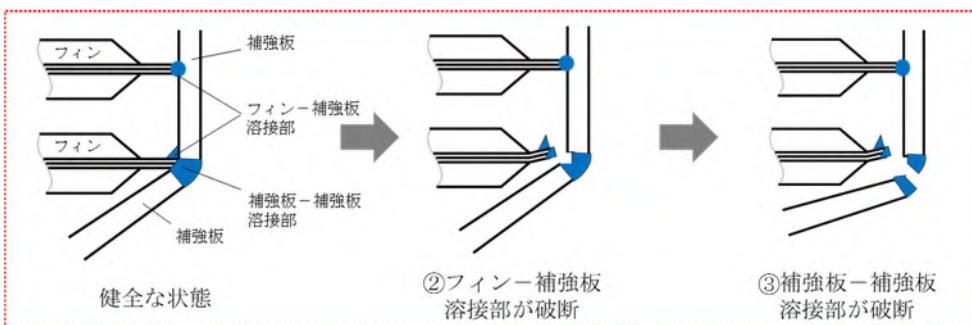 フィン
補強板
フィン－補強板
溶接部
フィン
補強板－補強板
溶接部
補強板
健全な状態
②フィン－補強板
溶接部が破断
③補強板－補強板
溶接部が破断